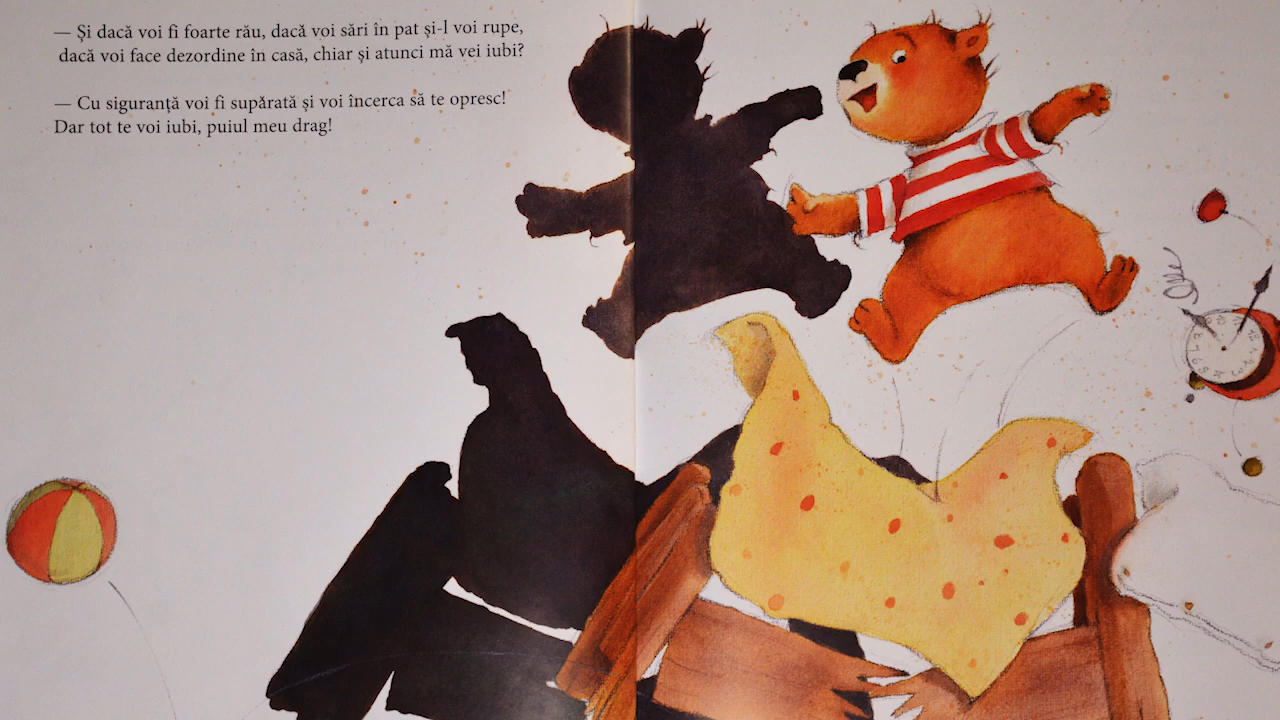 — Și dacă voi fi foarte rău, dacă voi sări în pat și-l voi rupe,
dacă voi face dezordine în casă, chiar și atunci mă vei iubi?
— Cu siguranță voi fi supărată și voi încerca să te opresc!
Dar tot te voi iubi, puiul meu drag!